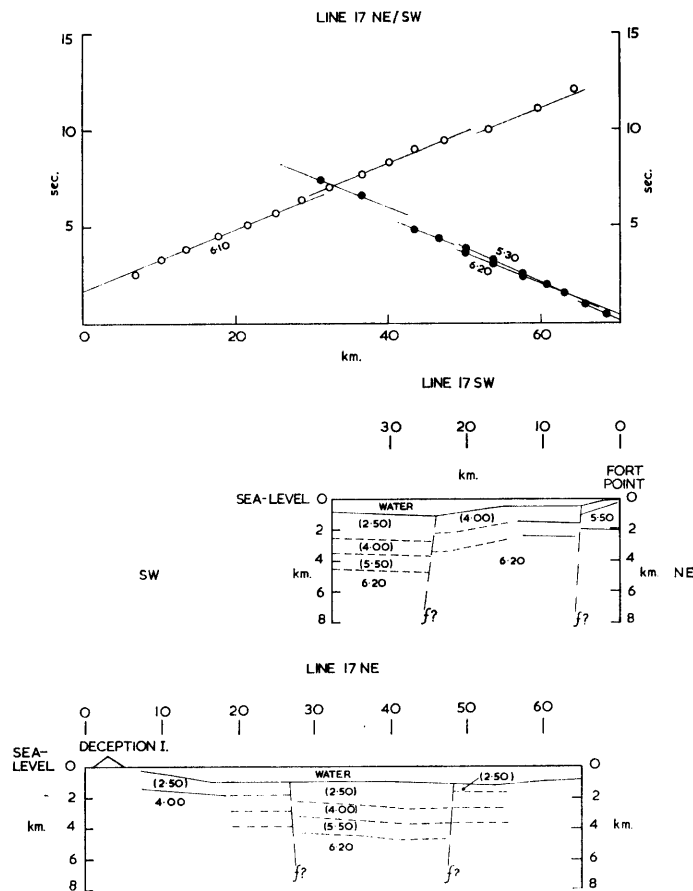 LINE 17 NE/SW
15 15
10 10
sec. sec.
5 5
6·10
5·30
6·20
0 20 40 60
km.
LINE 17 SW
30 20 10 0
km. FORT
POINT
SEA-LEVEL 0 WATER 0
(2·50) (4·00) 5·50
2 2
(4·00)
SW km. (5·50) 6·20 km. NE
4 4
6·20
6 6
8 f? f? 8
LINE 17 NE
0 10 20 30 40 50 60
SEA-
LEVEL 0 DECEPTION I. WATER 0
(2·50) (2·50) (2·50)
2 4·00 2
(4·00)
km. km.
4 (5·50) 4
6·20
6 6
8 f? f? 8